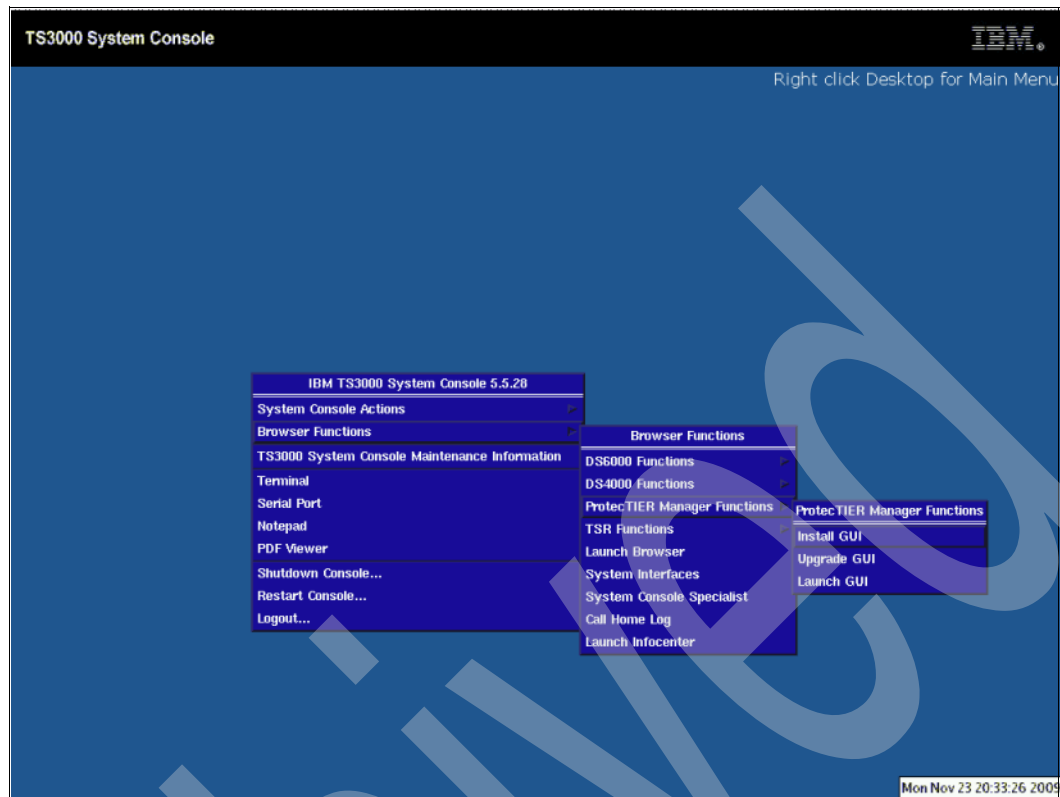 TS3000 System Console
IBM®
Right click Desktop for Main Menu
IBM TS3000 System Console 5.5.28
System Console Actions
Browser Functions
TS3000 System Console Maintenance Information
Terminal
Serial Port
Notepad
PDF Viewer
Shutdown Console...
Restart Console...
Logout...
Browser Functions
DS6000 Functions
DS4000 Functions
ProtecTIER Manager Functions
TSR Functions
Launch Browser
System Interfaces
System Console Specialist
Call Home Log
Launch Infocenter
ProtecTIER Manager Functions
Install GUI
Upgrade GUI
Launch GUI
Mon Nov 23 20:33:26 2009